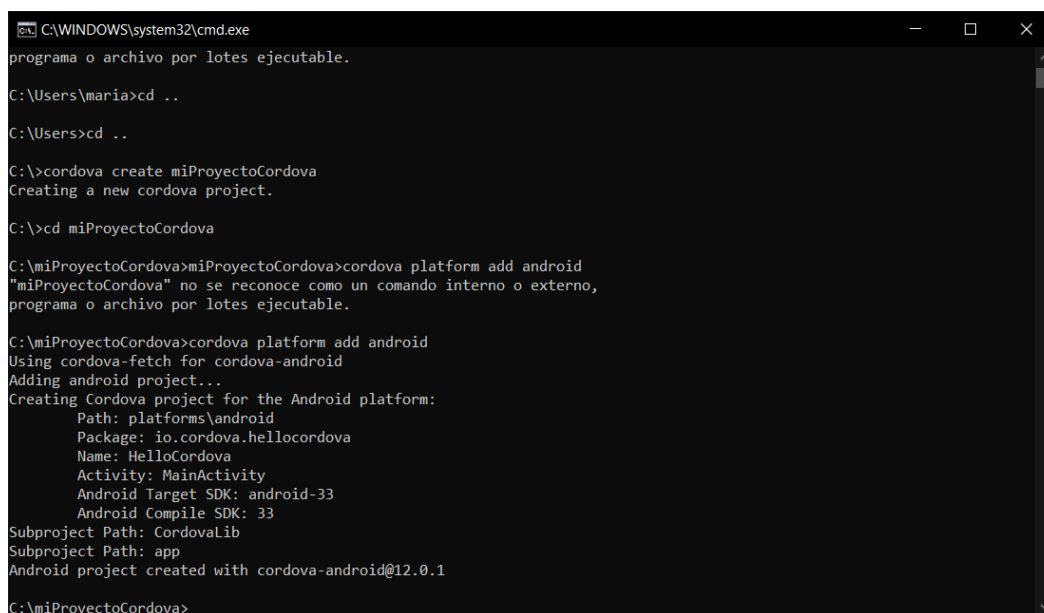 C:\WINDOWS\system32\cmd.exe
programa o archivo por lotes ejecutable.
C:\Users\maria>cd ..
C:\Users>cd ..
C:\>cordova create miProyectoCordova
Creating a new cordova project.
C:\>cd miProyectoCordova
C:\miProyectoCordova>miProyectoCordova>cordova platform add android
"miProyectoCordova" no se reconoce como un comando interno o externo,
programa o archivo por lotes ejecutable.
C:\miProyectoCordova>cordova platform add android
Using cordova-fetch for cordova-android
Adding android project...
Creating Cordova project for the Android platform:
Path: platforms\android
Package: io.cordova.hellocordova
Name: HelloCordova
Activity: MainActivity
Android Target SDK: android-33
Android Compile SDK: 33
Subproject Path: CordovaLib
Subproject Path: app
Android project created with cordova-android@12.0.1
C:\miProyectoCordova>